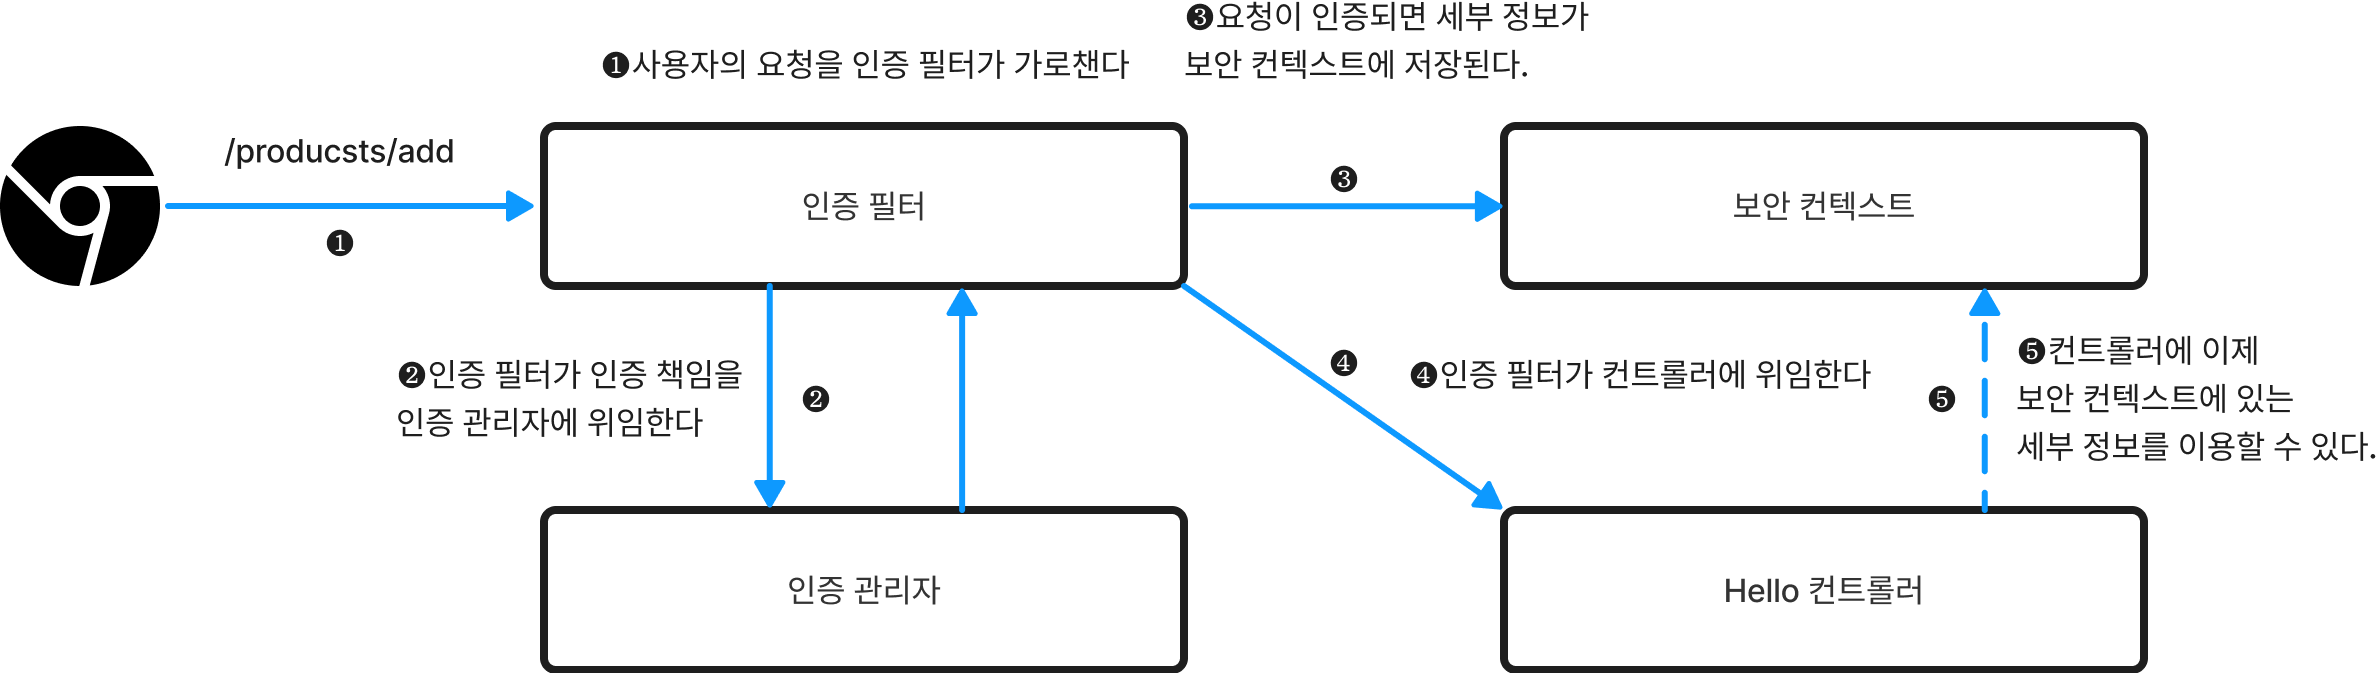 ❸요청이 인증되면 세부 정보가
보안 컨텍스트에 저장된다.
❶사용자의 요청을 인증 필터가 가로챈다
/producsts/add
❶
인증 필터
❸
보안 컨텍스트
❷인증 필터가 인증 책임을
인증 관리자에 위임한다
❷
❹
❹인증 필터가 컨트롤러에 위임한다
❺
❺컨트롤러에 이제
보안 컨텍스트에 있는
세부 정보를 이용할 수 있다.
인증 관리자
Hello 컨트롤러